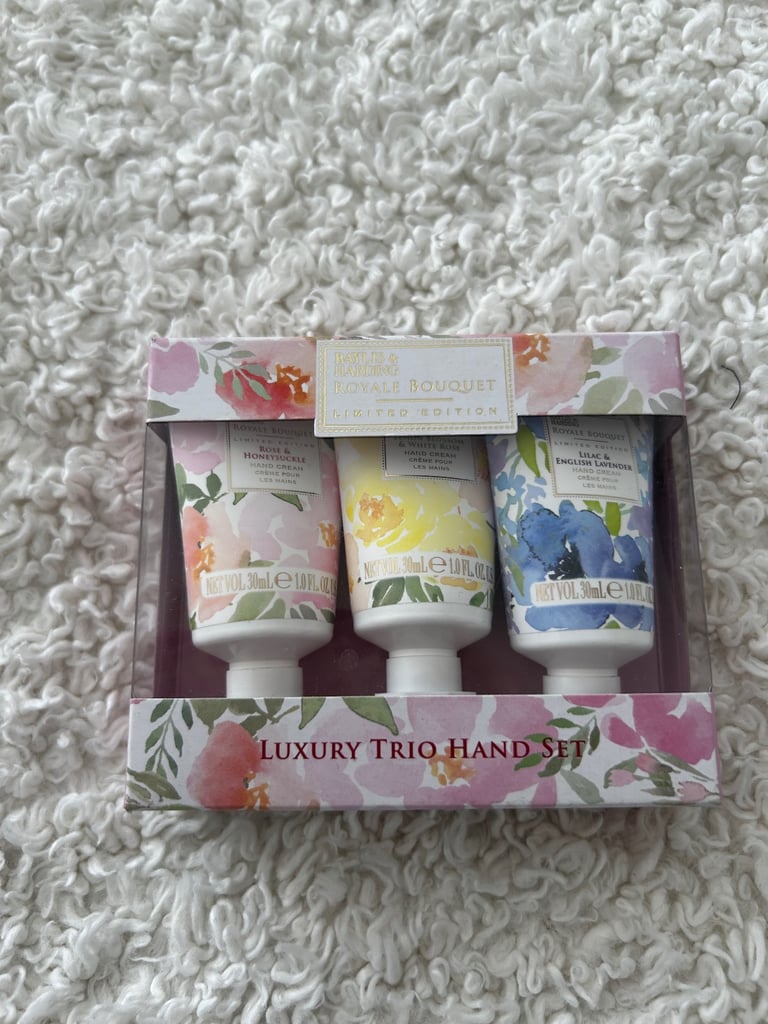 BAYLIS &
HARDING
ROYALE BOUQUET
LIMITED EDITION
ROYALE BOUQUET
LIMITED EDITION
ROSE &
HONEYSUCKLE
HAND CREAM
CRÈME POUR
LES MAINS
NET VOL 30mL e 1.0 FL. OZ
& WHITE ROSE
HAND CREAM
CRÈME POUR
LES MAINS
NET VOL 30mL e 1.0 FL. OZ
HARDING
ROYALE BOUQUET
LIMITED EDITION
LILAC &
ENGLISH LAVENDER
HAND CREAM
CRÈME POUR
LES MAINS
NET VOL 30mL e 1.0 FL. OZ
LUXURY TRIO HAND SET